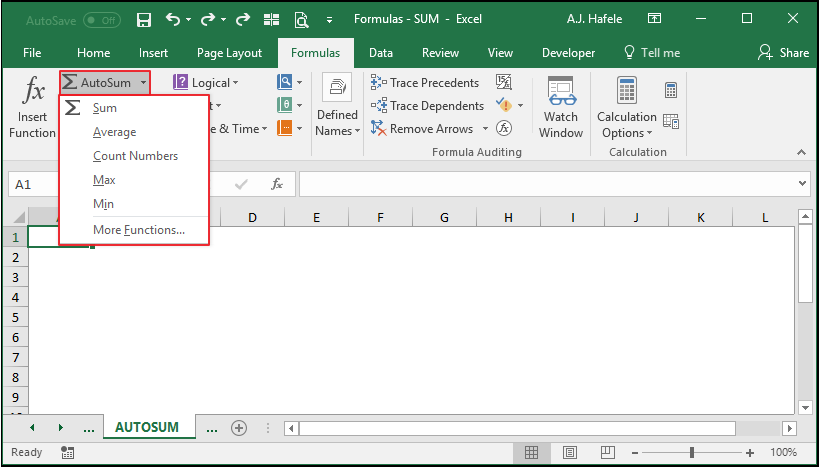 AutoSave Off Formulas - SUM - Excel A.J. Hafele
File Home Insert Page Layout Formulas Data Review View Developer Tell me Share
fx Insert Function
Σ AutoSum
Sum
Average
Count Numbers
Max
Min
More Functions...
? Logical
t
e & Time
θ
Defined Names
Trace Precedents
Trace Dependents
Remove Arrows
fx
Formula Auditing
Watch Window
Calculation Options
Calculation
A1 fx
A D E F G H I J K L
1
2
3
4
5
6
7
8
9
... AUTOSUM ...
Ready 100%